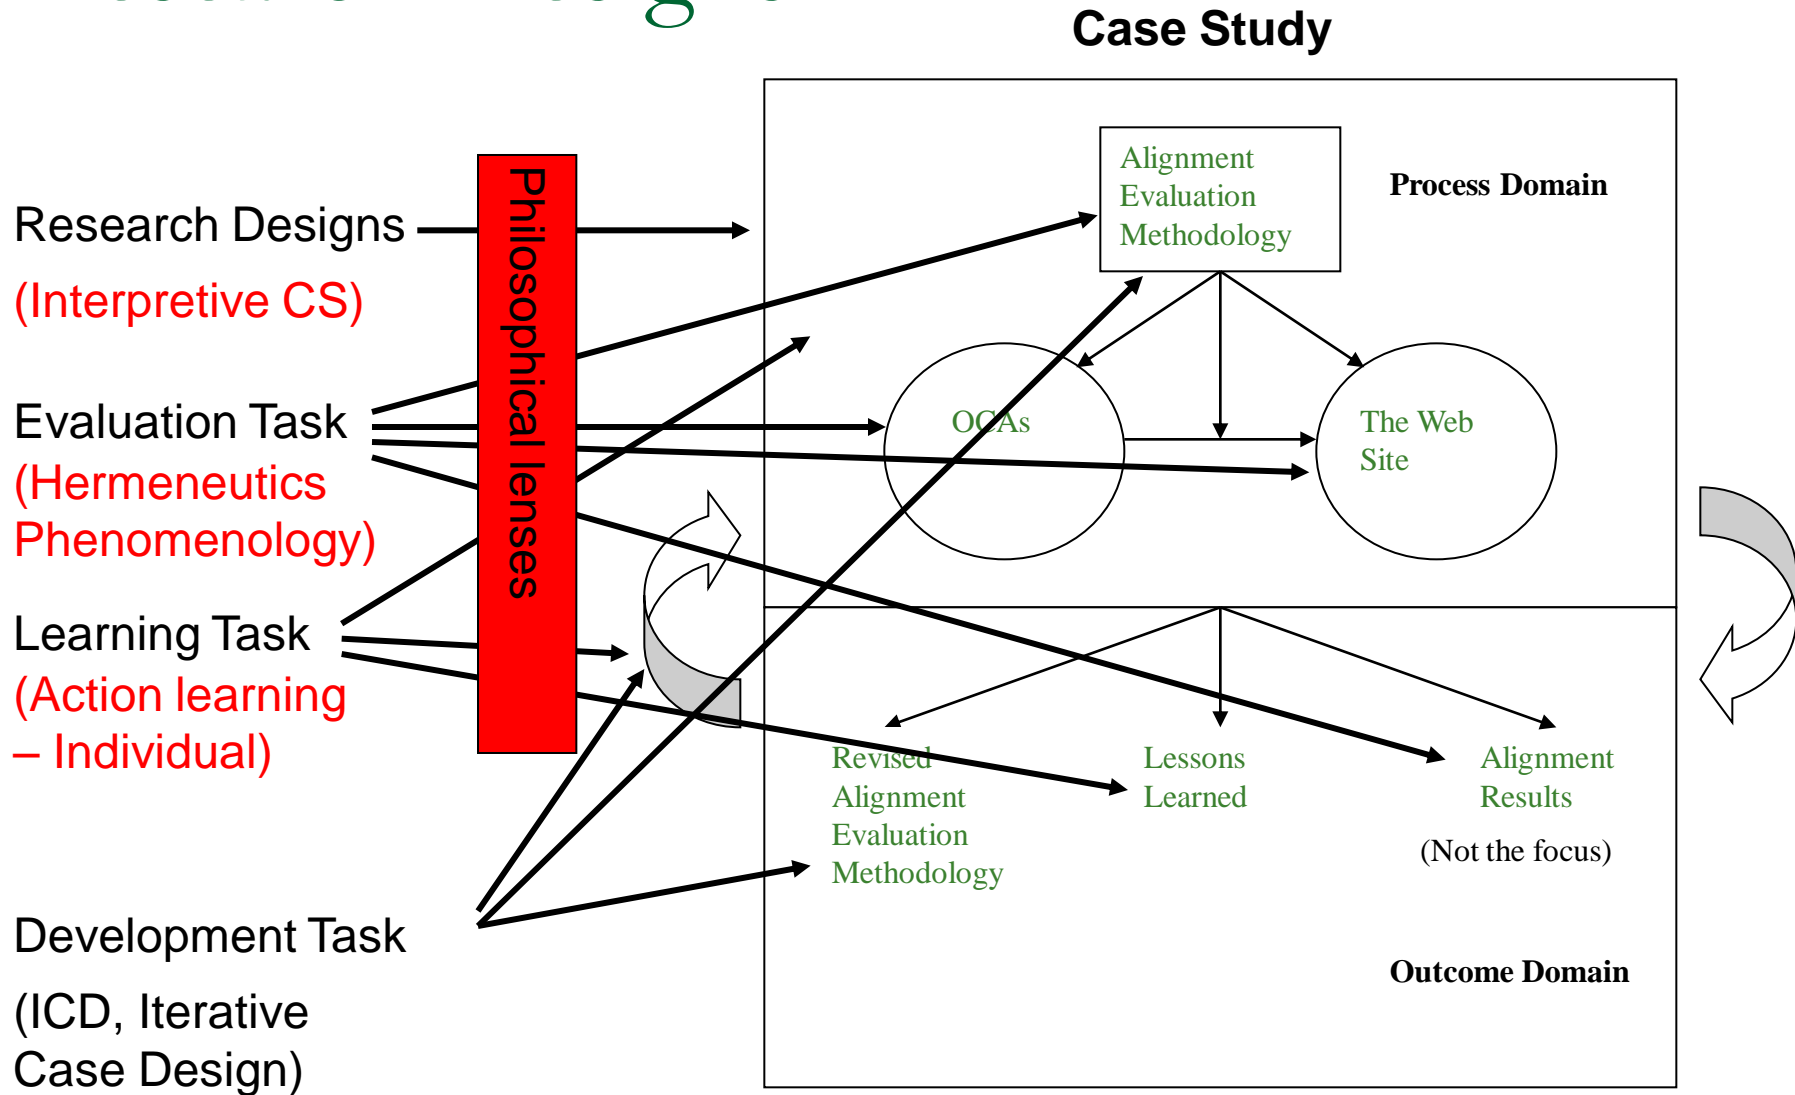 Case Study
Research Designs
(Interpretive CS)
Evaluation Task
(Hermeneutics
Phenomenology)
Learning Task
(Action learning
– Individual)
Development Task
(ICD, Iterative
Case Design)
Philosophical lenses
Alignment
Evaluation
Methodology
Process Domain
OCAs
The Web
Site
Revised
Alignment
Evaluation
Methodology
Lessons
Learned
Alignment
Results
(Not the focus)
Outcome Domain